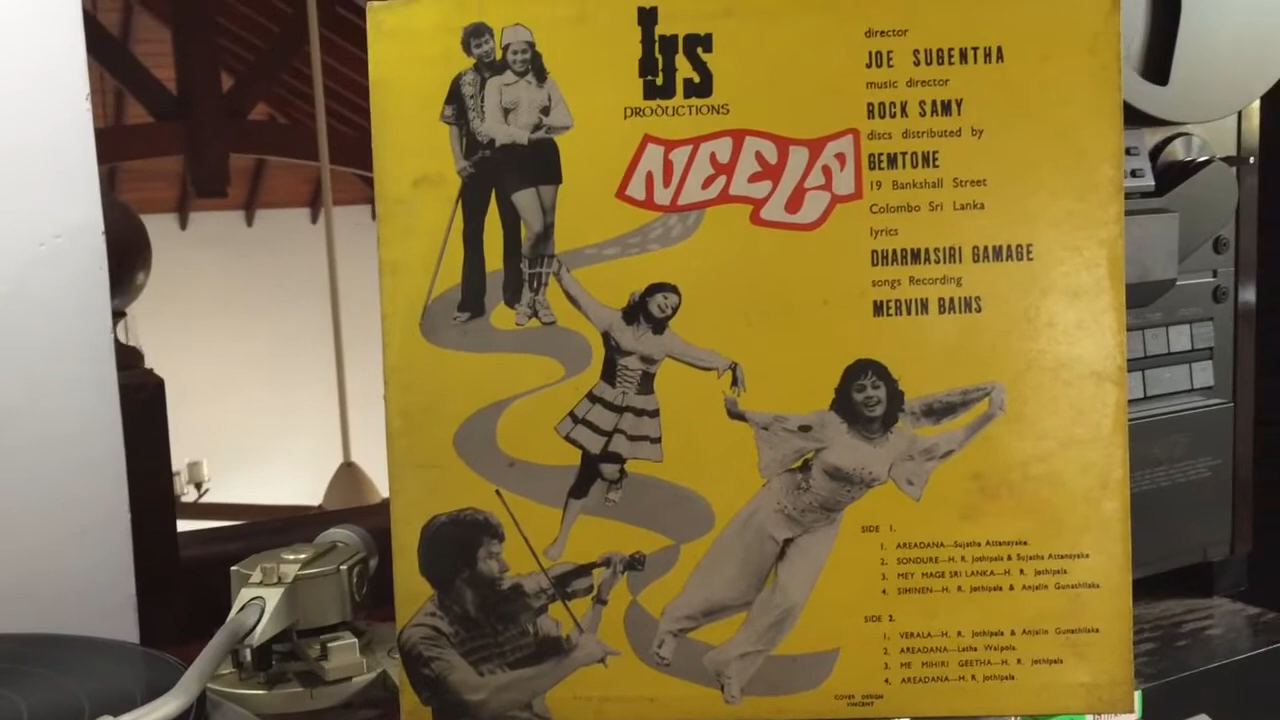 IJS
PRODUCTIONS
NEELA
director
JOE SUGENTHA
music director
ROCK SAMY
discs distributed by
GEMTONE
19 Bankshall Street
Colombo Sri Lanka
lyrics
DHARMASIRI GAMAGE
songs Recording
MERVIN BAINS
SIDE 1.
1. AREADANA—Sujatha Attanayake.
2. SONDURE—H. R. Jothipala & Sujatha Attanayake
3. MEY MAGE SRI LANKA—H. R. Jothipala.
4. SIHINEN—H. R. Jothipala & Anjalin Gunathilaka.
SIDE 2.
1. VERALA—H. R. Jothipala & Anjalin Gunathilaka
2. AREADANA—Latha Walpola.
3. ME MIHIRI GEETHA—H. R. Jothipala
4. AREADANA—H. R. Jothipala.
COVER DESIGN
VINCENT